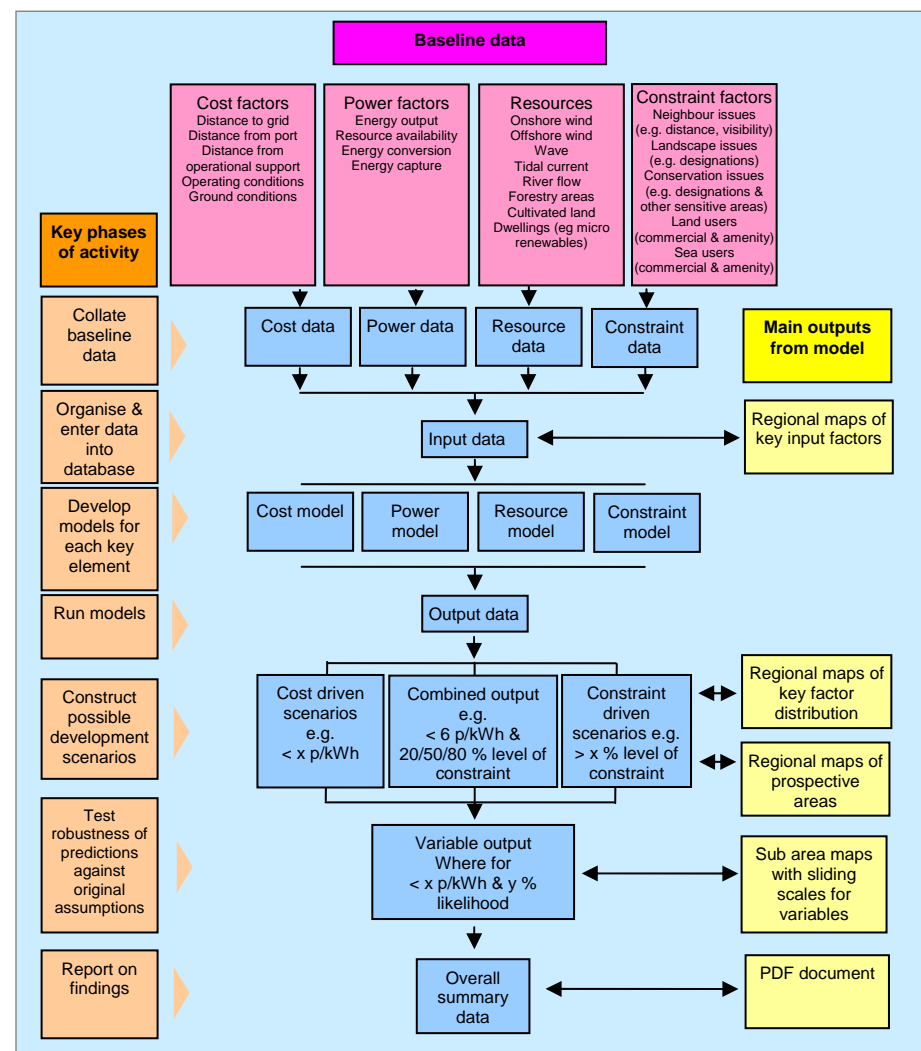 Baseline data
Cost factors
Distance to grid
Distance from port
Distance from
operational support
Operating conditions
Ground conditions
Power factors
Energy output
Resource availability
Energy conversion
Energy capture
Resources
Onshore wind
Offshore wind
Wave
Tidal current
River flow
Forestry areas
Cultivated land
Dwellings (eg micro
renewables)
Constraint factors
Neighbour issues
(e.g. distance, visibility)
Landscape issues
(e.g. designations)
Conservation issues
(e.g. designations &
other sensitive areas)
Land users
(commercial & amenity)
Sea users
(commercial & amenity)
Key phases
of activity
Collate
baseline
data
Cost data
Power data
Resource
data
Constraint
data
Main outputs
from model
Organise &
enter data
into
database
Input data
Regional maps of
key input factors
Develop
models for
each key
element
Cost model
Power
model
Resource
model
Constraint
model
Run models
Output data
Construct
possible
development
scenarios
Cost driven
scenarios
e.g.
< x p/kWh
Combined output
e.g.
< 6 p/kWh &
20/50/80 % level of
constraint
Constraint
driven
scenarios e.g.
> x % level of
constraint
Regional maps of
key factor
distribution
Regional maps of
prospective
areas
Test
robustness of
predictions
against
original
assumptions
Variable output
Where for
< x p/kWh & y %
likelihood
Sub area maps
with sliding
scales for
variables
Report on
findings
Overall
summary
data
PDF document